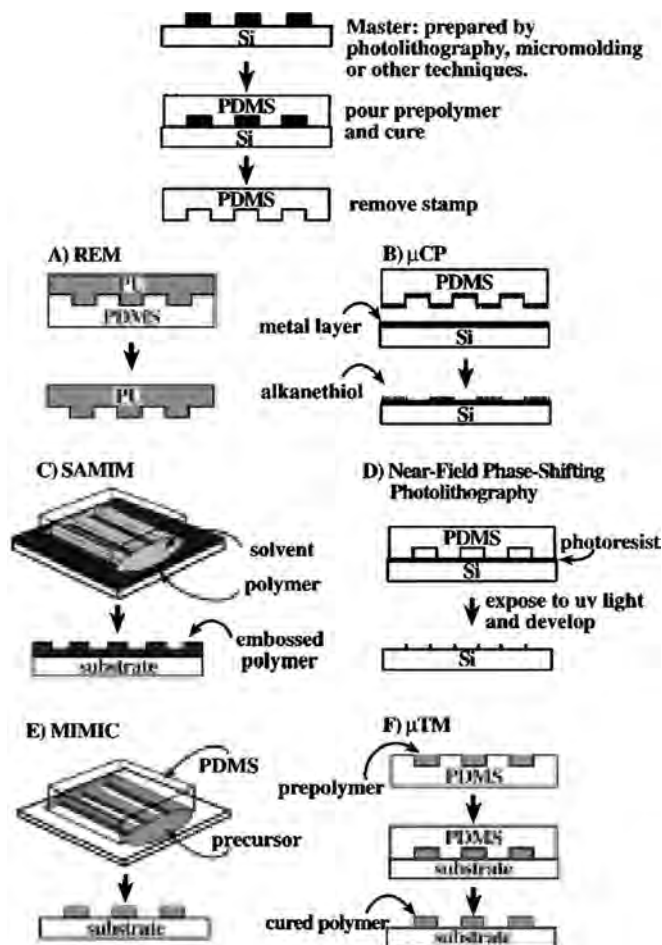 Si
Master: prepared by
photolithography, micromolding
or other techniques.
PDMS
Si
pour prepolymer
and cure
PDMS
remove stamp
A) REM
PU
PDMS
PU
B) µCP
PDMS
metal layer
Si
alkanethiol
Si
C) SAMIM
solvent
polymer
embossed
polymer
substrate
D) Near-Field Phase-Shifting
Photolithography
PDMS
photoresist
Si
expose to uv light
and develop
Si
E) MIMIC
PDMS
precursor
substrate
F) µTM
prepolymer
PDMS
PDMS
substrate
cured polymer
substrate